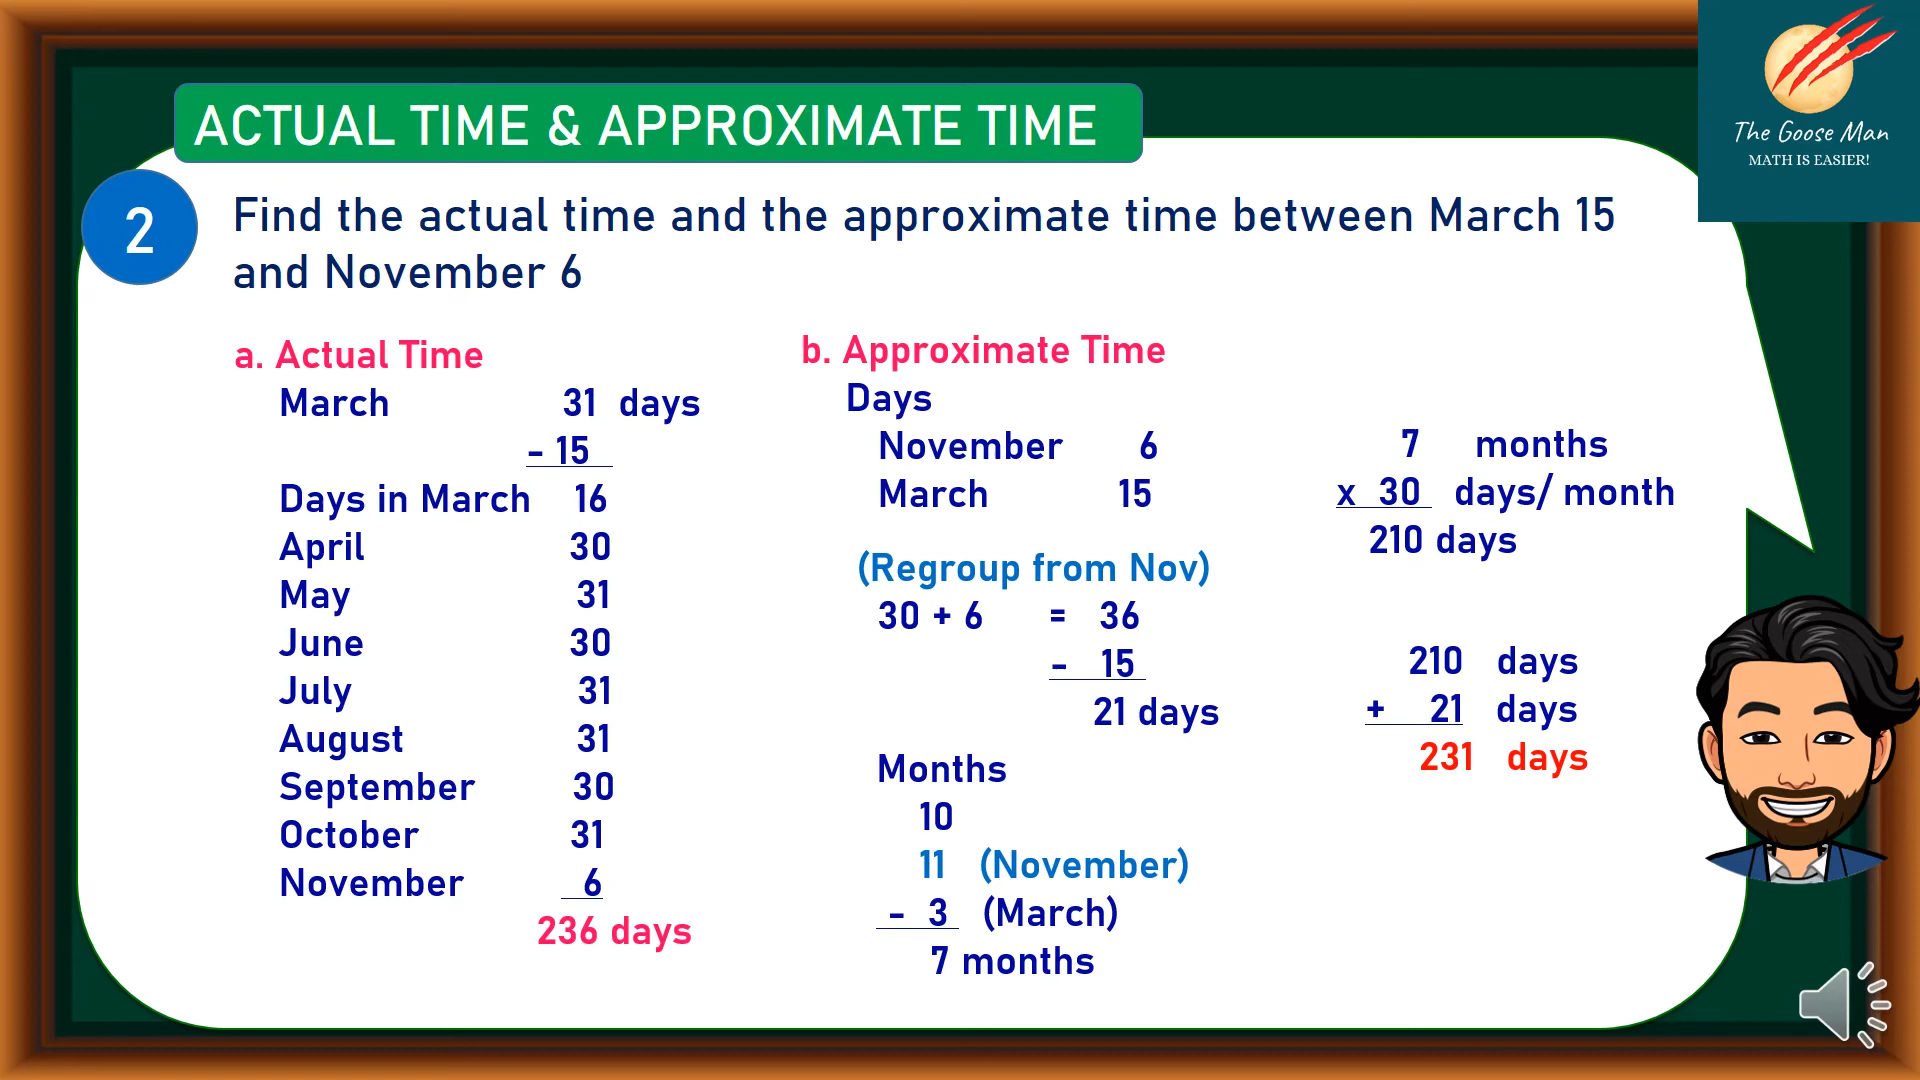 ACTUAL TIME & APPROXIMATE TIME
The Goose Man
MATH IS EASIER!
2
Find the actual time and the approximate time between March 15
and November 6
a. Actual Time
March 31 days
- 15
Days in March 16
April 30
May 31
June 30
July 31
August 31
September 30
October 31
November 6
236 days
b. Approximate Time
Days
November 6
March 15
(Regroup from Nov)
30 + 6 = 36
- 15
21 days
Months
10
11 (November)
- 3 (March)
7 months
7 months
x 30 days/ month
210 days
210 days
+ 21 days
231 days